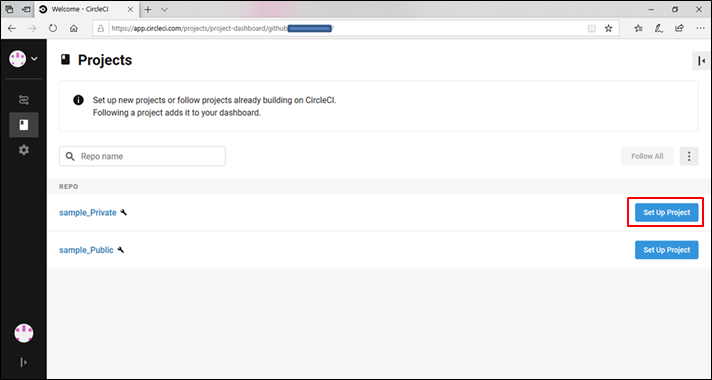 Welcome - CircleCI
https://app.circleci.com/projects/project-dashboard/github
Projects
Set up new projects or follow projects already building on CircleCI.
Following a project adds it to your dashboard.
Repo name
Follow All
REPO
sample_Private
Set Up Project
sample_Public
Set Up Project